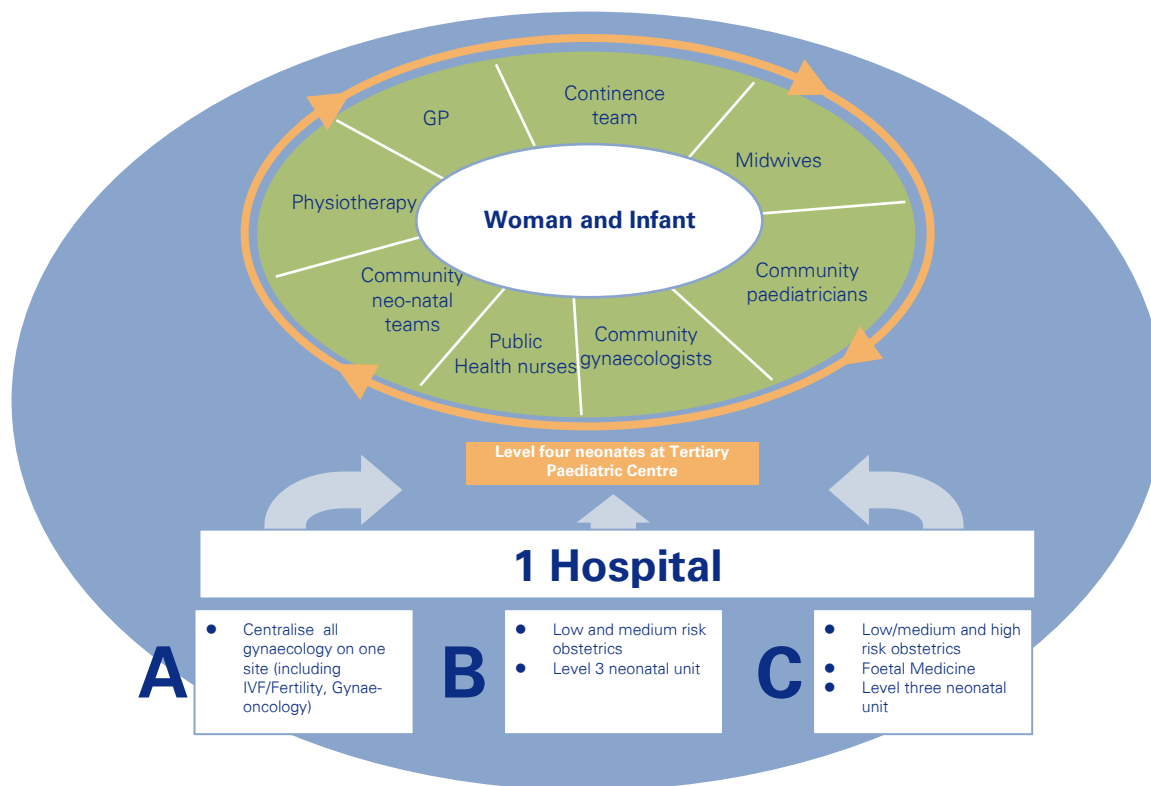 GP
Continence
team
Midwives
Physiotherapy
Woman and Infant
Community
paediatricians
Community
neo-natal
teams
Public
Health nurses
Community
gynaecologists
Level four neonates at Tertiary
Paediatric Centre
1 Hospital
A
● Centralise all
gynaecology on one
site (including
IVF/Fertility, Gynae-
oncology)
B
● Low and medium risk
obstetrics
● Level 3 neonatal unit
C
● Low/medium and high
risk obstetrics
● Foetal Medicine
● Level three neonatal
unit